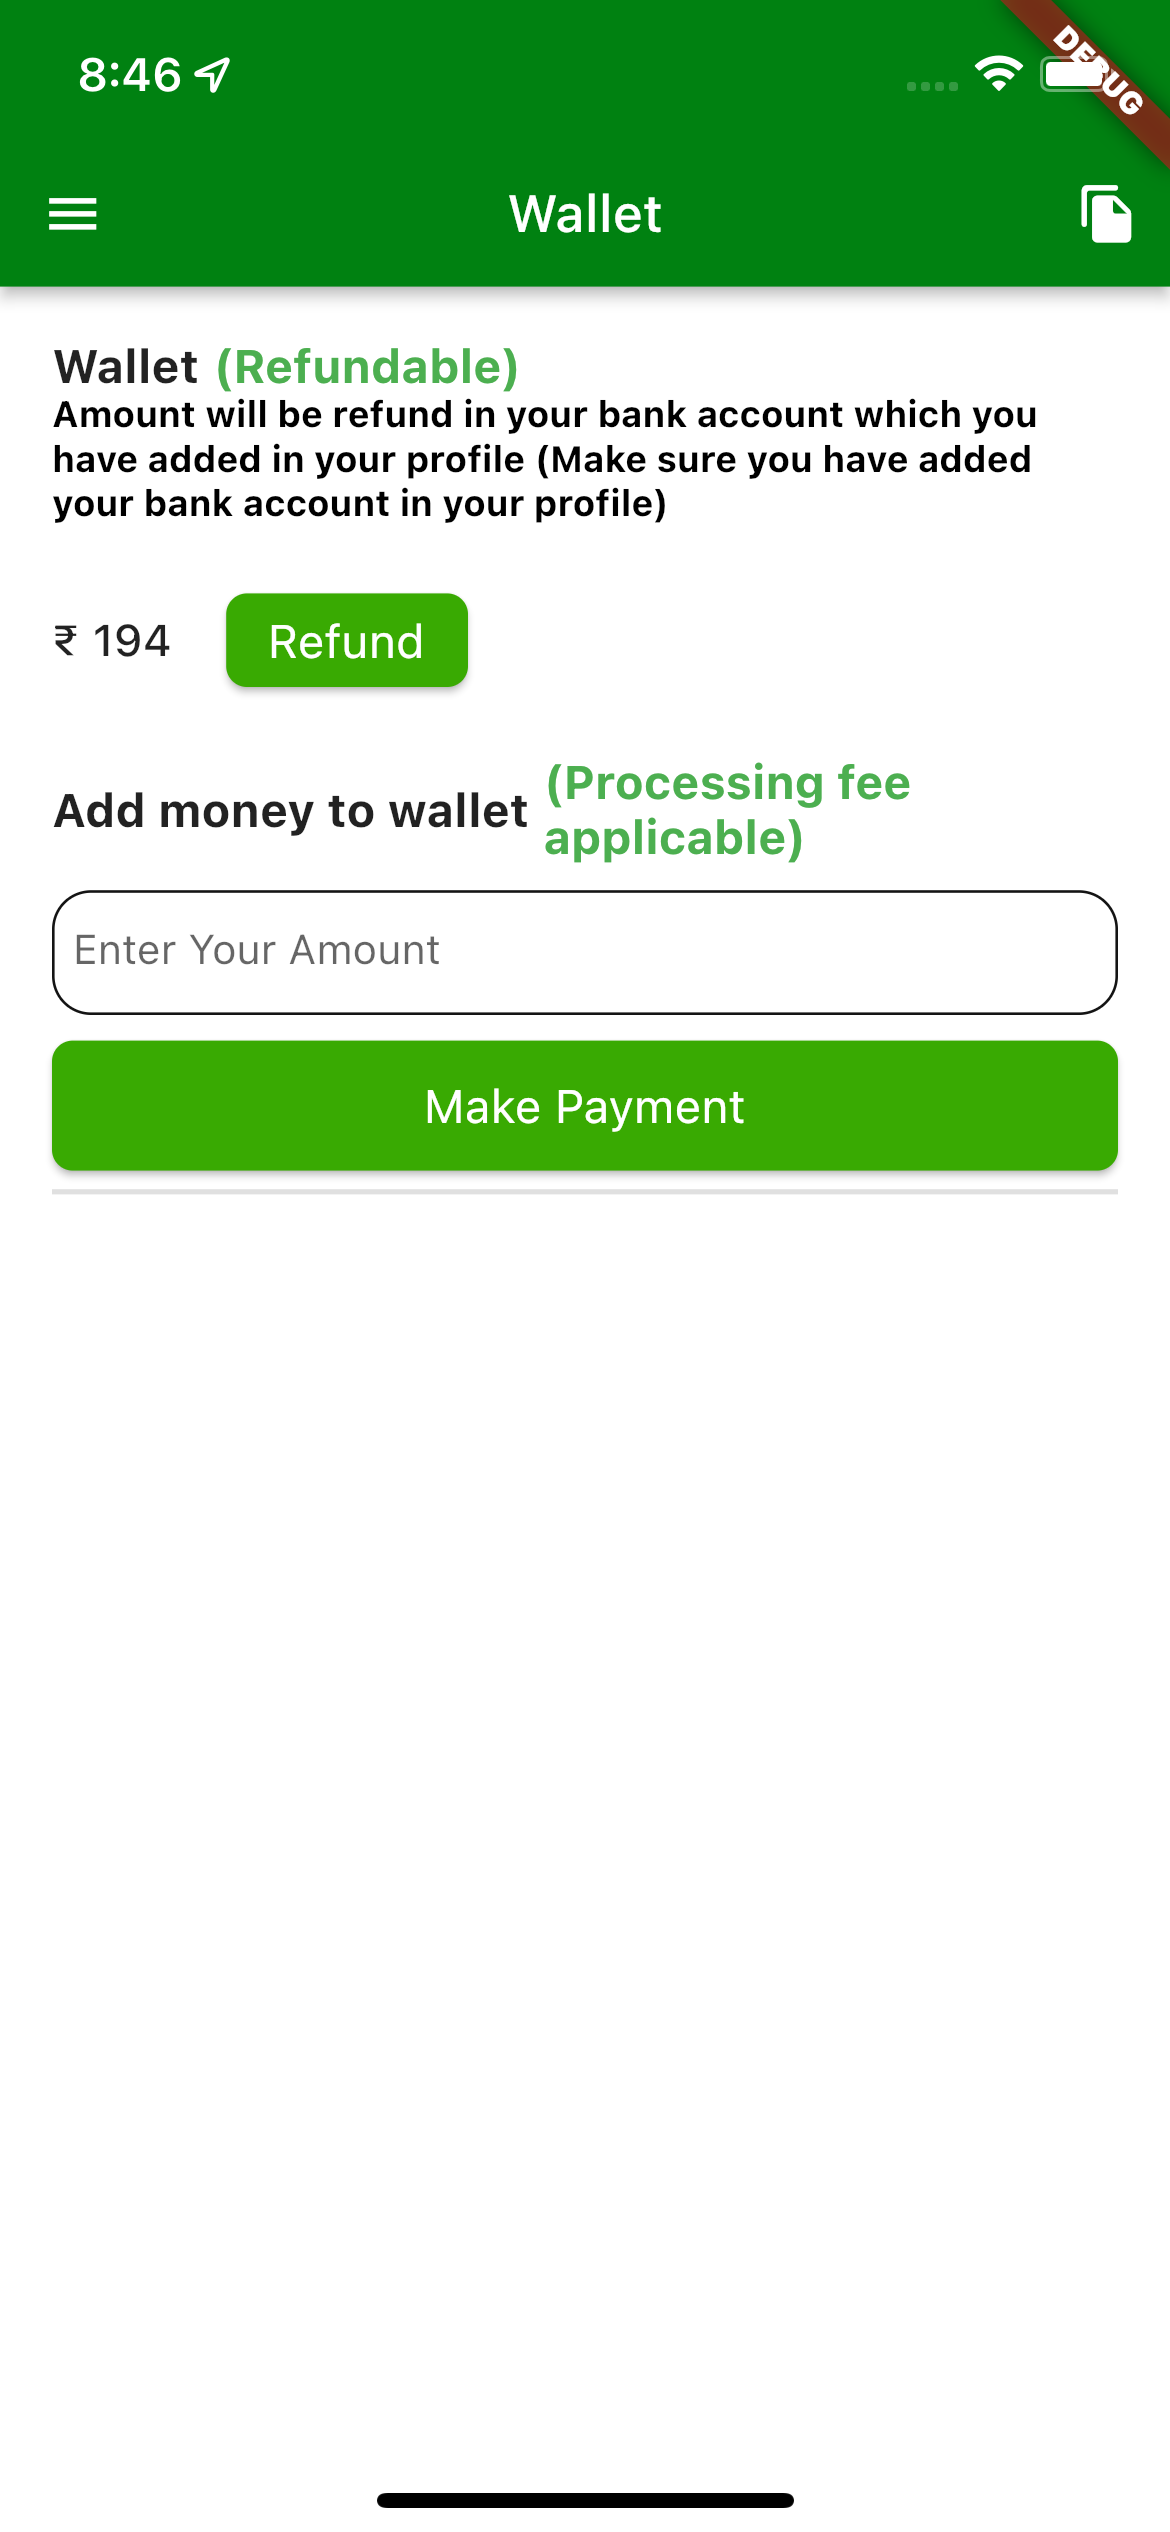 8:46
DEBUG
Wallet
Wallet (Refundable)
Amount will be refund in your bank account which you
have added in your profile (Make sure you have added
your bank account in your profile)
₹ 194
Refund
Add money to wallet (Processing fee
applicable)
Enter Your Amount
Make Payment